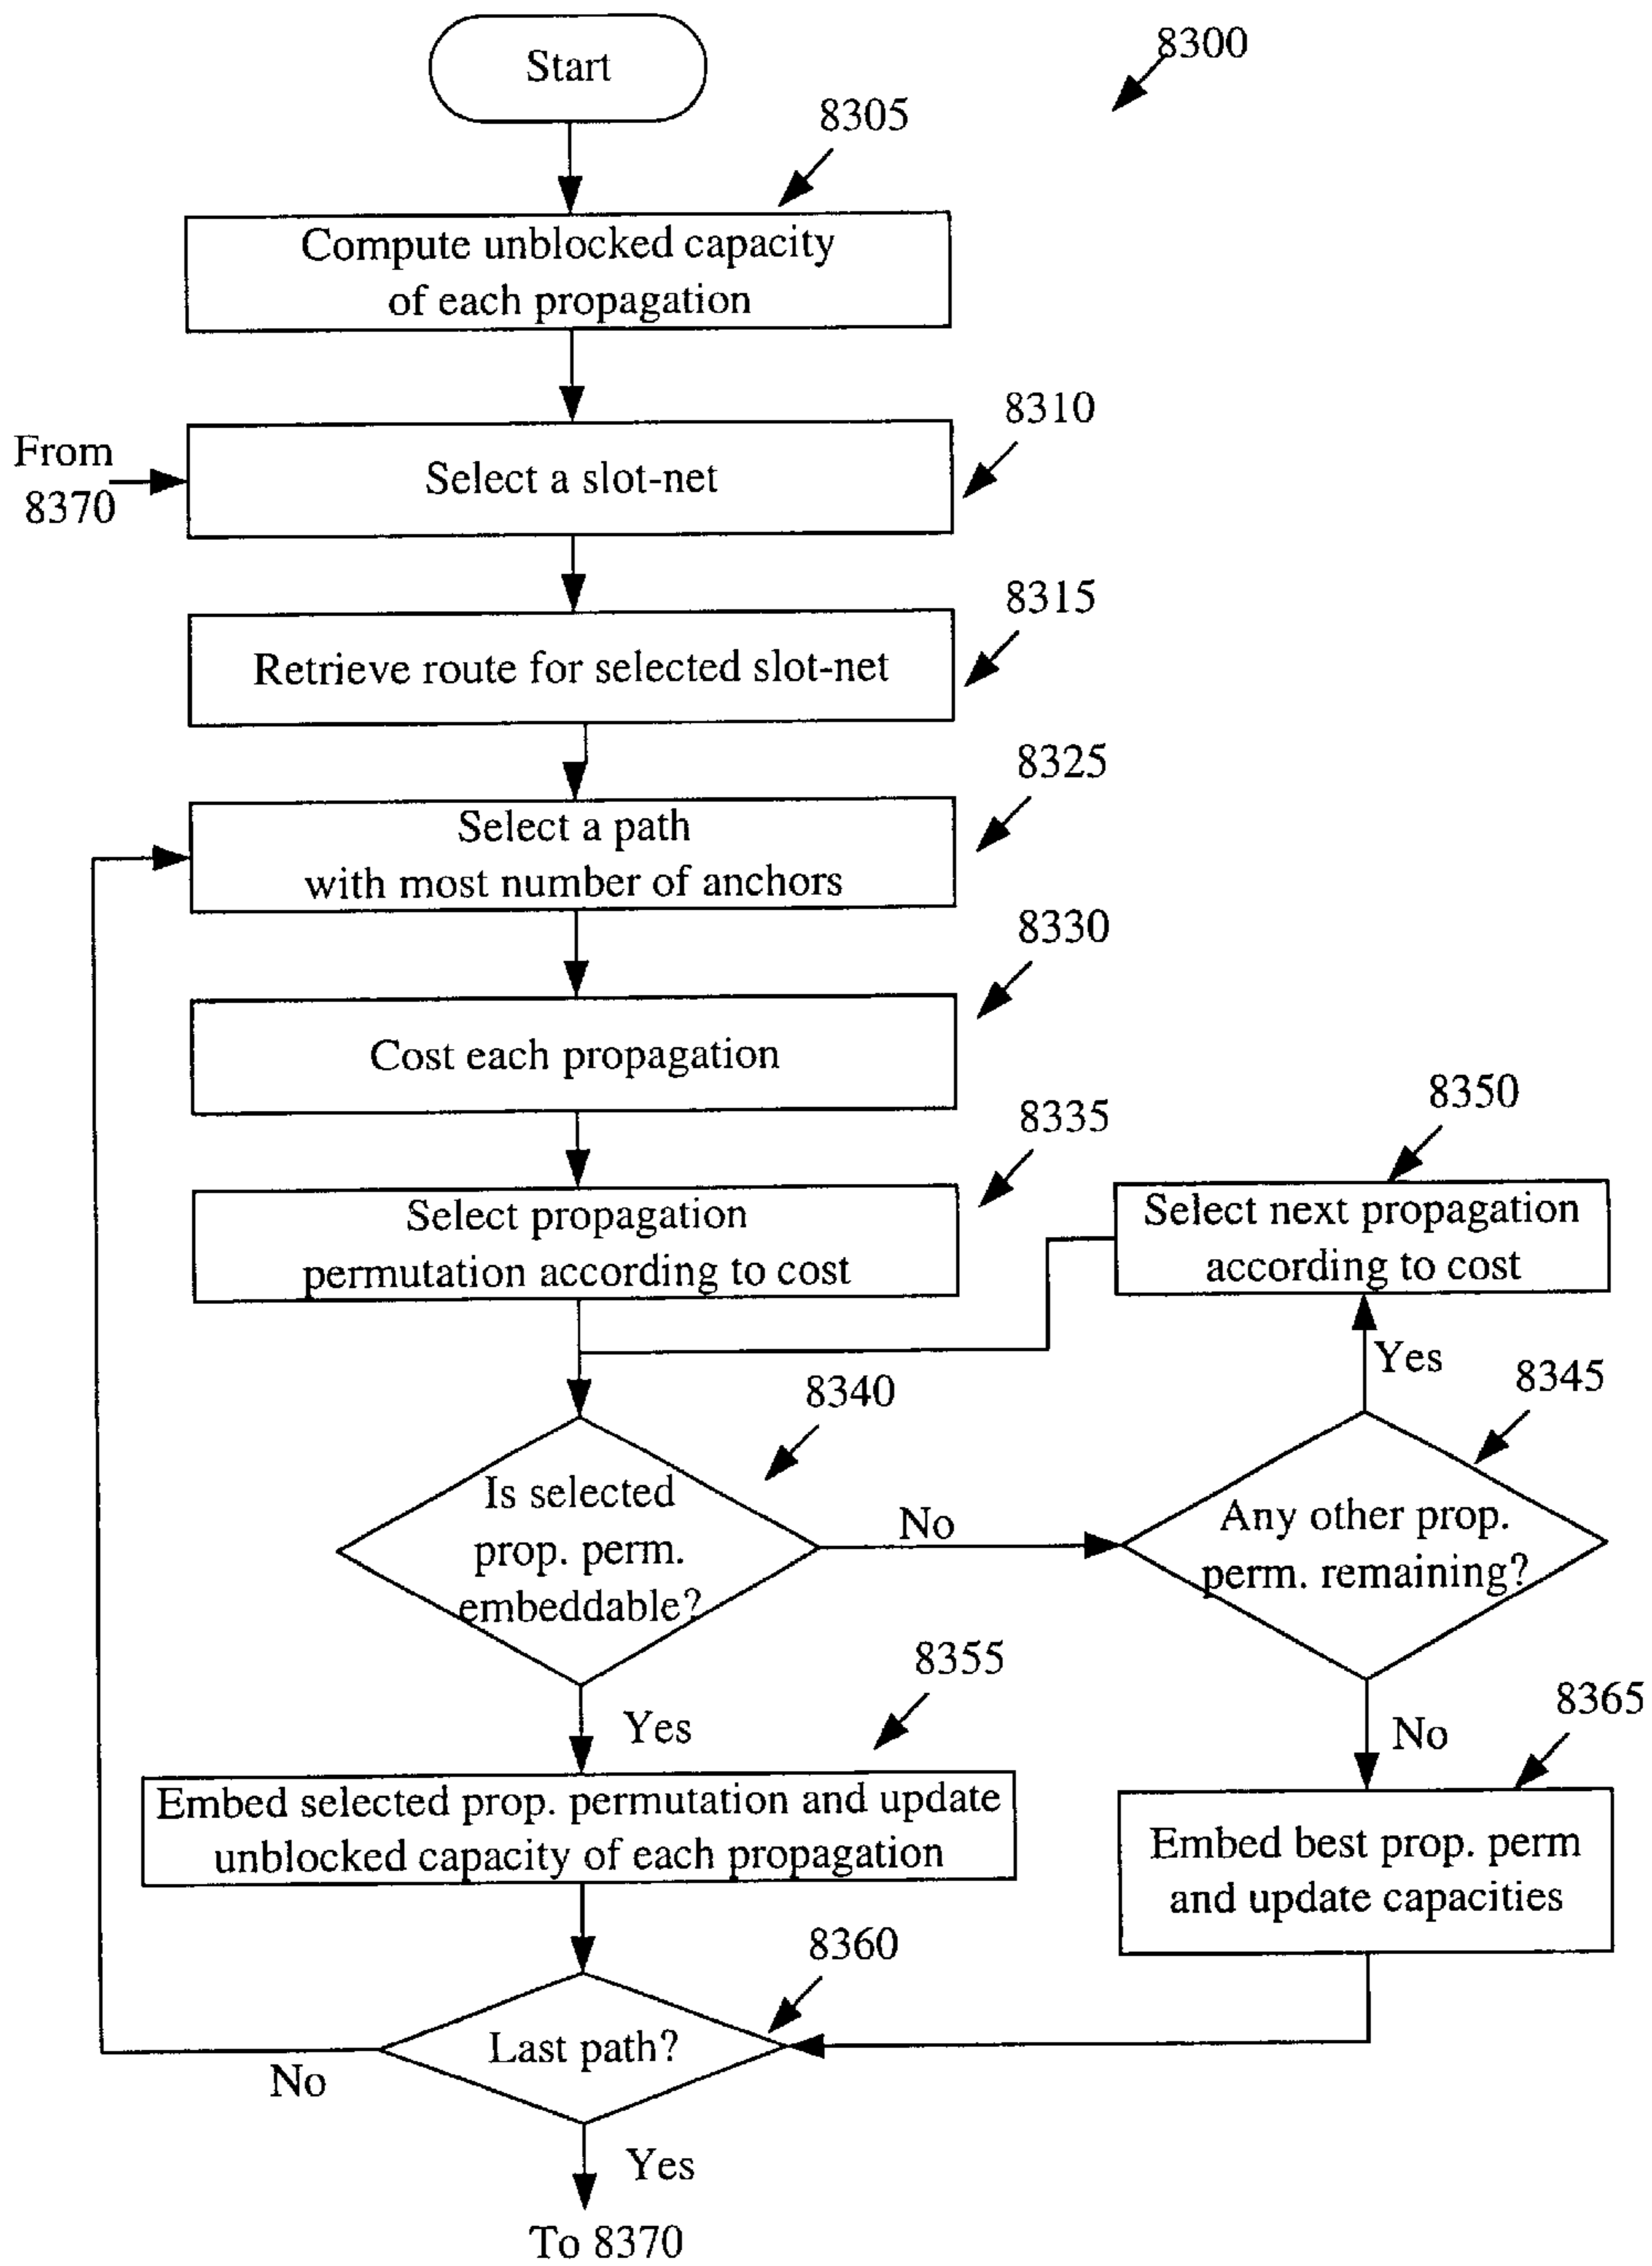 Start
8300
8305
Compute unblocked capacity
of each propagation
8310
From
8370
Select a slot-net
8315
Retrieve route for selected slot-net
8325
Select a path
with most number of anchors
8330
Cost each propagation
8335
Select propagation
permutation according to cost
8350
Select next propagation
according to cost
Yes
8340
8345
Is selected
prop. perm.
embeddable?
No
Any other prop.
perm. remaining?
8355
Yes
No
8365
Embed selected prop. permutation and update
unblocked capacity of each propagation
Embed best prop. perm
and update capacities
8360
Last path?
No
Yes
To 8370